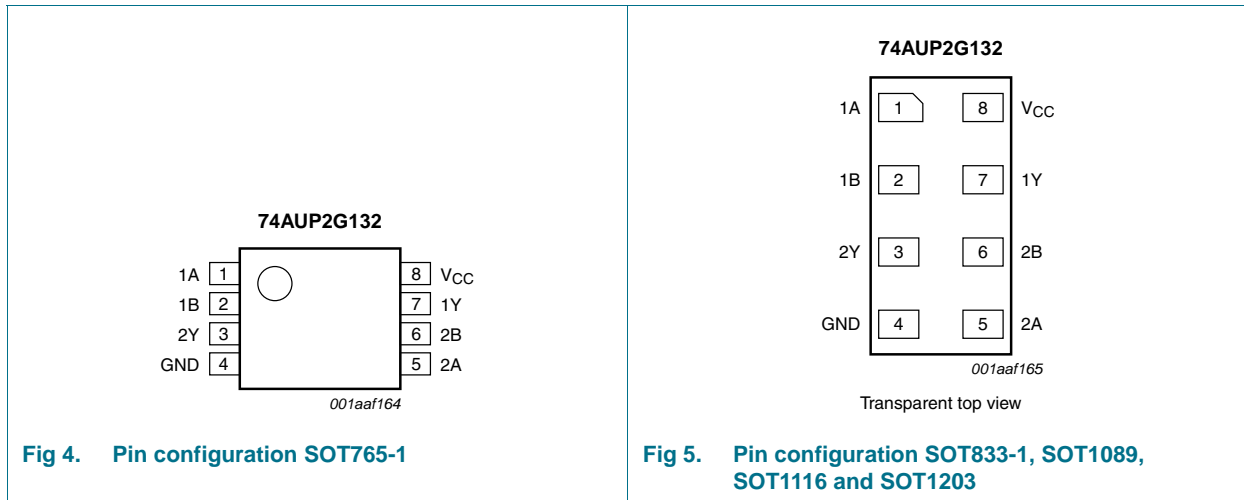 74AUP2G132
1A 1 8 VCC
1B 2 7 1Y
2Y 3 6 2B
GND 4 5 2A
001aaf164
Fig 4. Pin configuration SOT765-1
74AUP2G132
1A 1 8 VCC
1B 2 7 1Y
2Y 3 6 2B
GND 4 5 2A
001aaf165
Transparent top view
Fig 5. Pin configuration SOT833-1, SOT1089,
SOT1116 and SOT1203